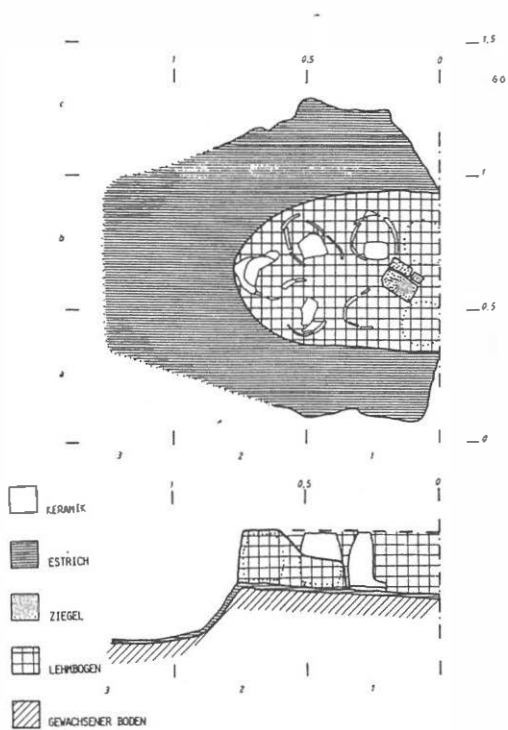 1,5
1 0.5 0
60
c
1
b
0.5
a
0
3 2 1
1 0,5 0
KERAMIK
ESTRICH
ZIEGEL
LEHMBOGEN
3 2 1
GEWACHSENER BODEN